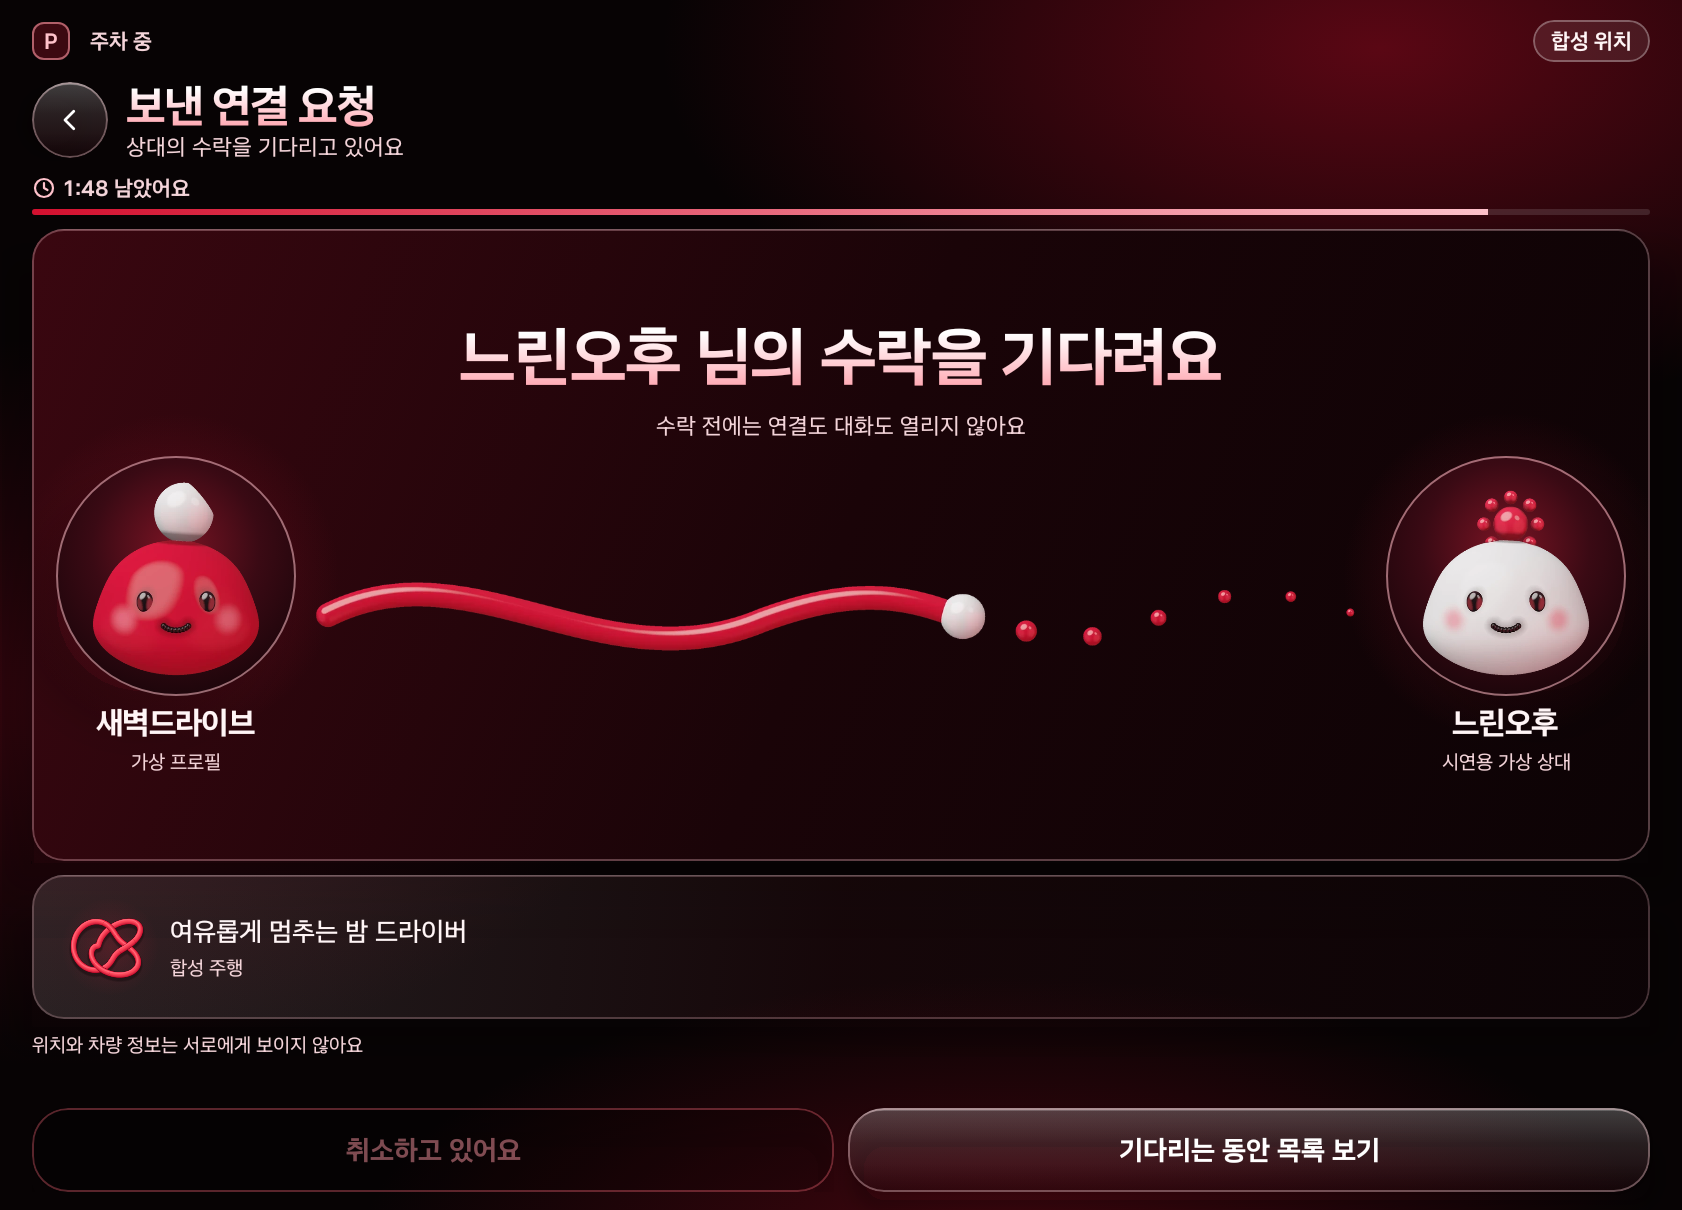 P 주차 중
합성 위치
보낸 연결 요청
상대의 수락을 기다리고 있어요
1:48 남았어요
느린오후 님의 수락을 기다려요
수락 전에는 연결도 대화도 열리지 않아요
새벽드라이브
가상 프로필
느린오후
시연용 가상 상대
여유롭게 멈추는 밤 드라이버
합성 주행
위치와 차량 정보는 서로에게 보이지 않아요
취소하고 있어요
기다리는 동안 목록 보기